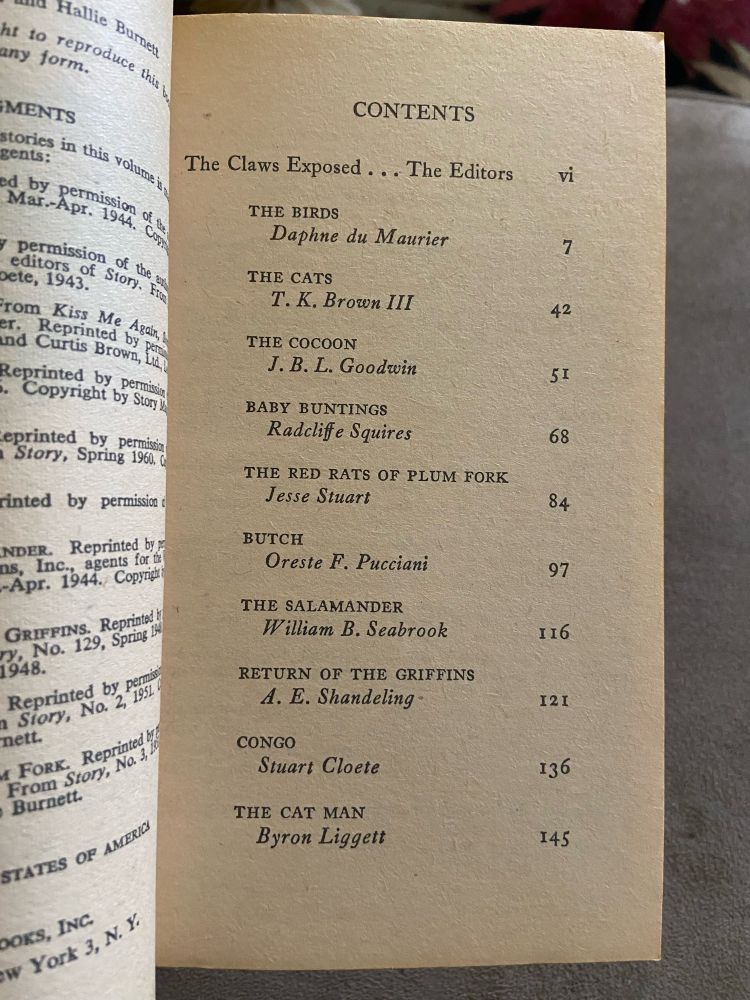 and Hallie Burnett
ht to reproduce this
any form.
GMENTS
stories in this volume is
gents:
ed by permission of the
Mar.-Apr. 1944.
y permission of the
editors of Story. From
oete, 1943.
From Kiss Me Again,
er. Reprinted by
and Curtis Brown, Ltd.,
Reprinted by permission
5. Copyright by Story
Reprinted by permission
n Story, Spring 1960.
rinted by permission
ANDER. Reprinted by
ns, Inc., agents for the
.-Apr. 1944. Copyright
GRIFFINS. Reprinted
ry, No. 129, Spring
1948.
Reprinted by permission
n Story, No. 2, 1951.
rnett.
M FORK. Reprinted
From Story, No. 3,
Burnett.
STATES OF AMERICA
OOKS, INC.
ew York 3, N. Y.
CONTENTS
The Claws Exposed ... The Editors vi
THE BIRDS
Daphne du Maurier 7
THE CATS
T. K. Brown III 42
THE COCOON
J. B. L. Goodwin 51
BABY BUNTINGS
Radcliffe Squires 68
THE RED RATS OF PLUM FORK
Jesse Stuart 84
BUTCH
Oreste F. Pucciani 97
THE SALAMANDER
William B. Seabrook 116
RETURN OF THE GRIFFINS
A. E. Shandeling 121
CONGO
Stuart Cloete 136
THE CAT MAN
Byron Liggett 145